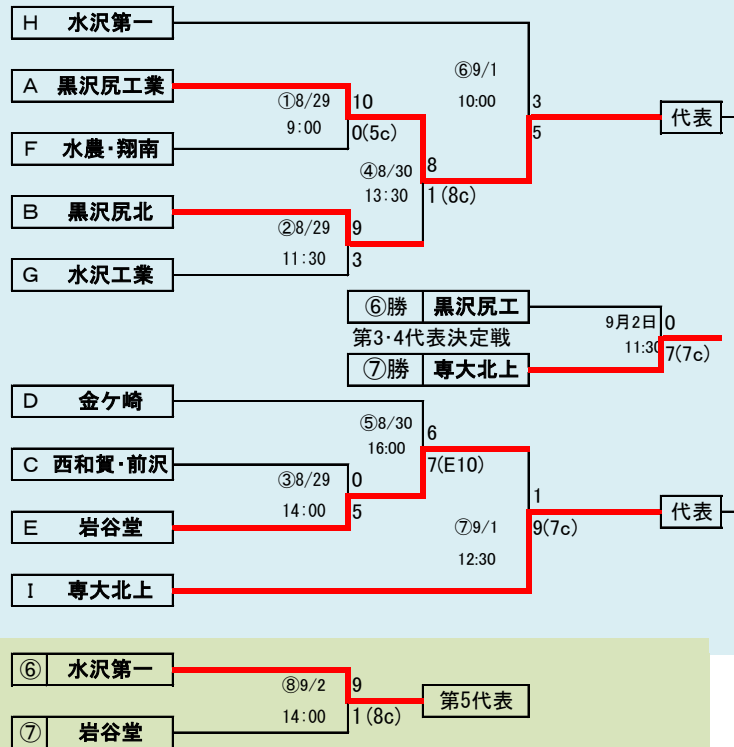 H 水沢第一
⑥9/1
10:00
3
5
代表
A 黒沢尻工業
①8/29
9:00
10
0(5c)
F 水農・翔南
④8/30
13:30
8
1(8c)
B 黒沢尻北
②8/29
11:30
9
3
G 水沢工業
⑥勝 黒沢尻工
第3・4代表決定戦
⑦勝 専大北上
9月2日
11:30
0
7(7c)
D 金ケ崎
⑤8/30
16:00
6
7(E10)
C 西和賀・前沢
③8/29
14:00
0
5
E 岩谷堂
⑦9/1
12:30
1
9(7c)
代表
I 専大北上
⑥ 水沢第一
⑧9/2
14:00
9
1(8c)
第5代表
⑦ 岩谷堂